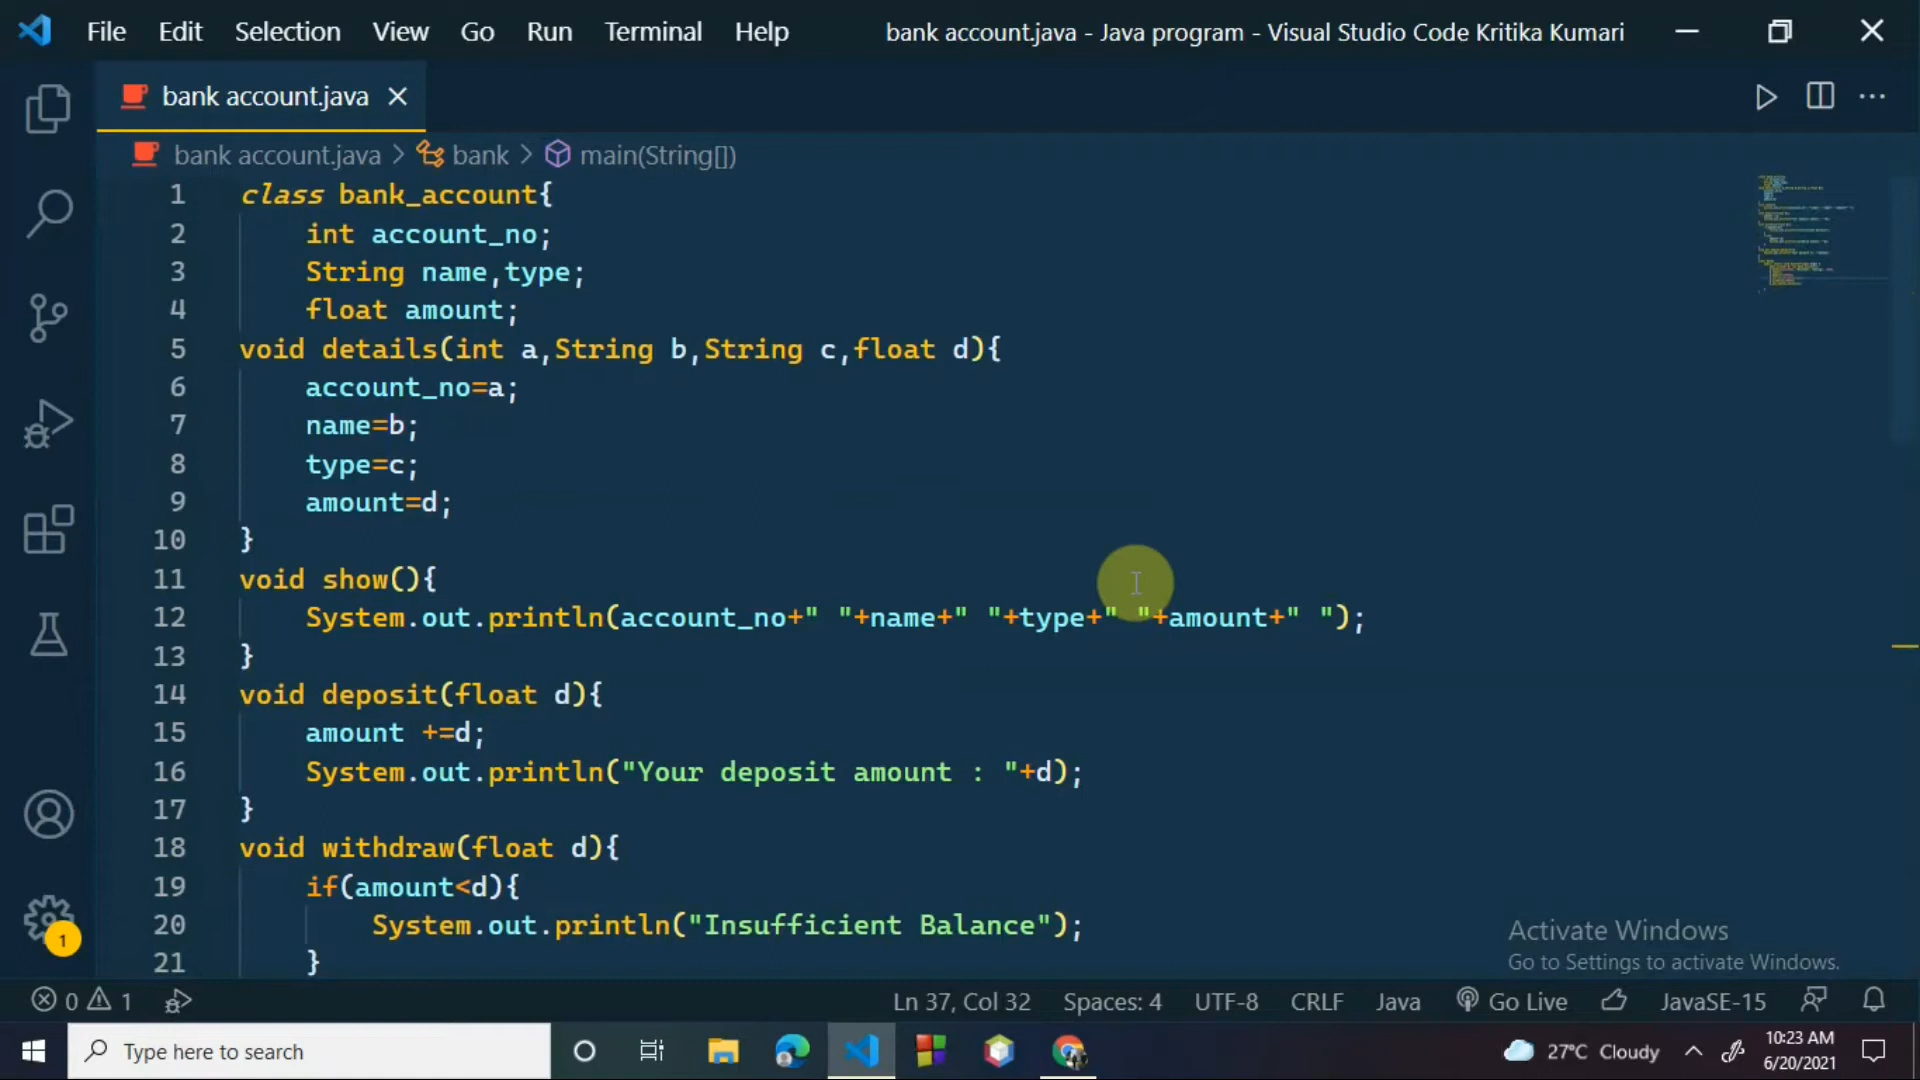 File Edit Selection View Go Run Terminal Help bank account.java - Java program - Visual Studio Code Kritika Kumari
bank account.java
bank account.java > bank > main(String[])
1 class bank_account{
2 int account_no;
3 String name,type;
4 float amount;
5 void details(int a,String b,String c,float d){
6 account_no=a;
7 name=b;
8 type=c;
9 amount=d;
10 }
11 void show(){
12 System.out.println(account_no+" "+name+" "+type+" "+amount+" ");
13 }
14 void deposit(float d){
15 amount +=d;
16 System.out.println("Your deposit amount : "+d);
17 }
18 void withdraw(float d){
19 if(amount<d){
20 System.out.println("Insufficient Balance");
21 }
Activate Windows
Go to Settings to activate Windows.
1
0 1 Ln 37, Col 32 Spaces: 4 UTF-8 CRLF Java Go Live JavaSE-15
Type here to search 27°C Cloudy 10:23 AM
6/20/2021